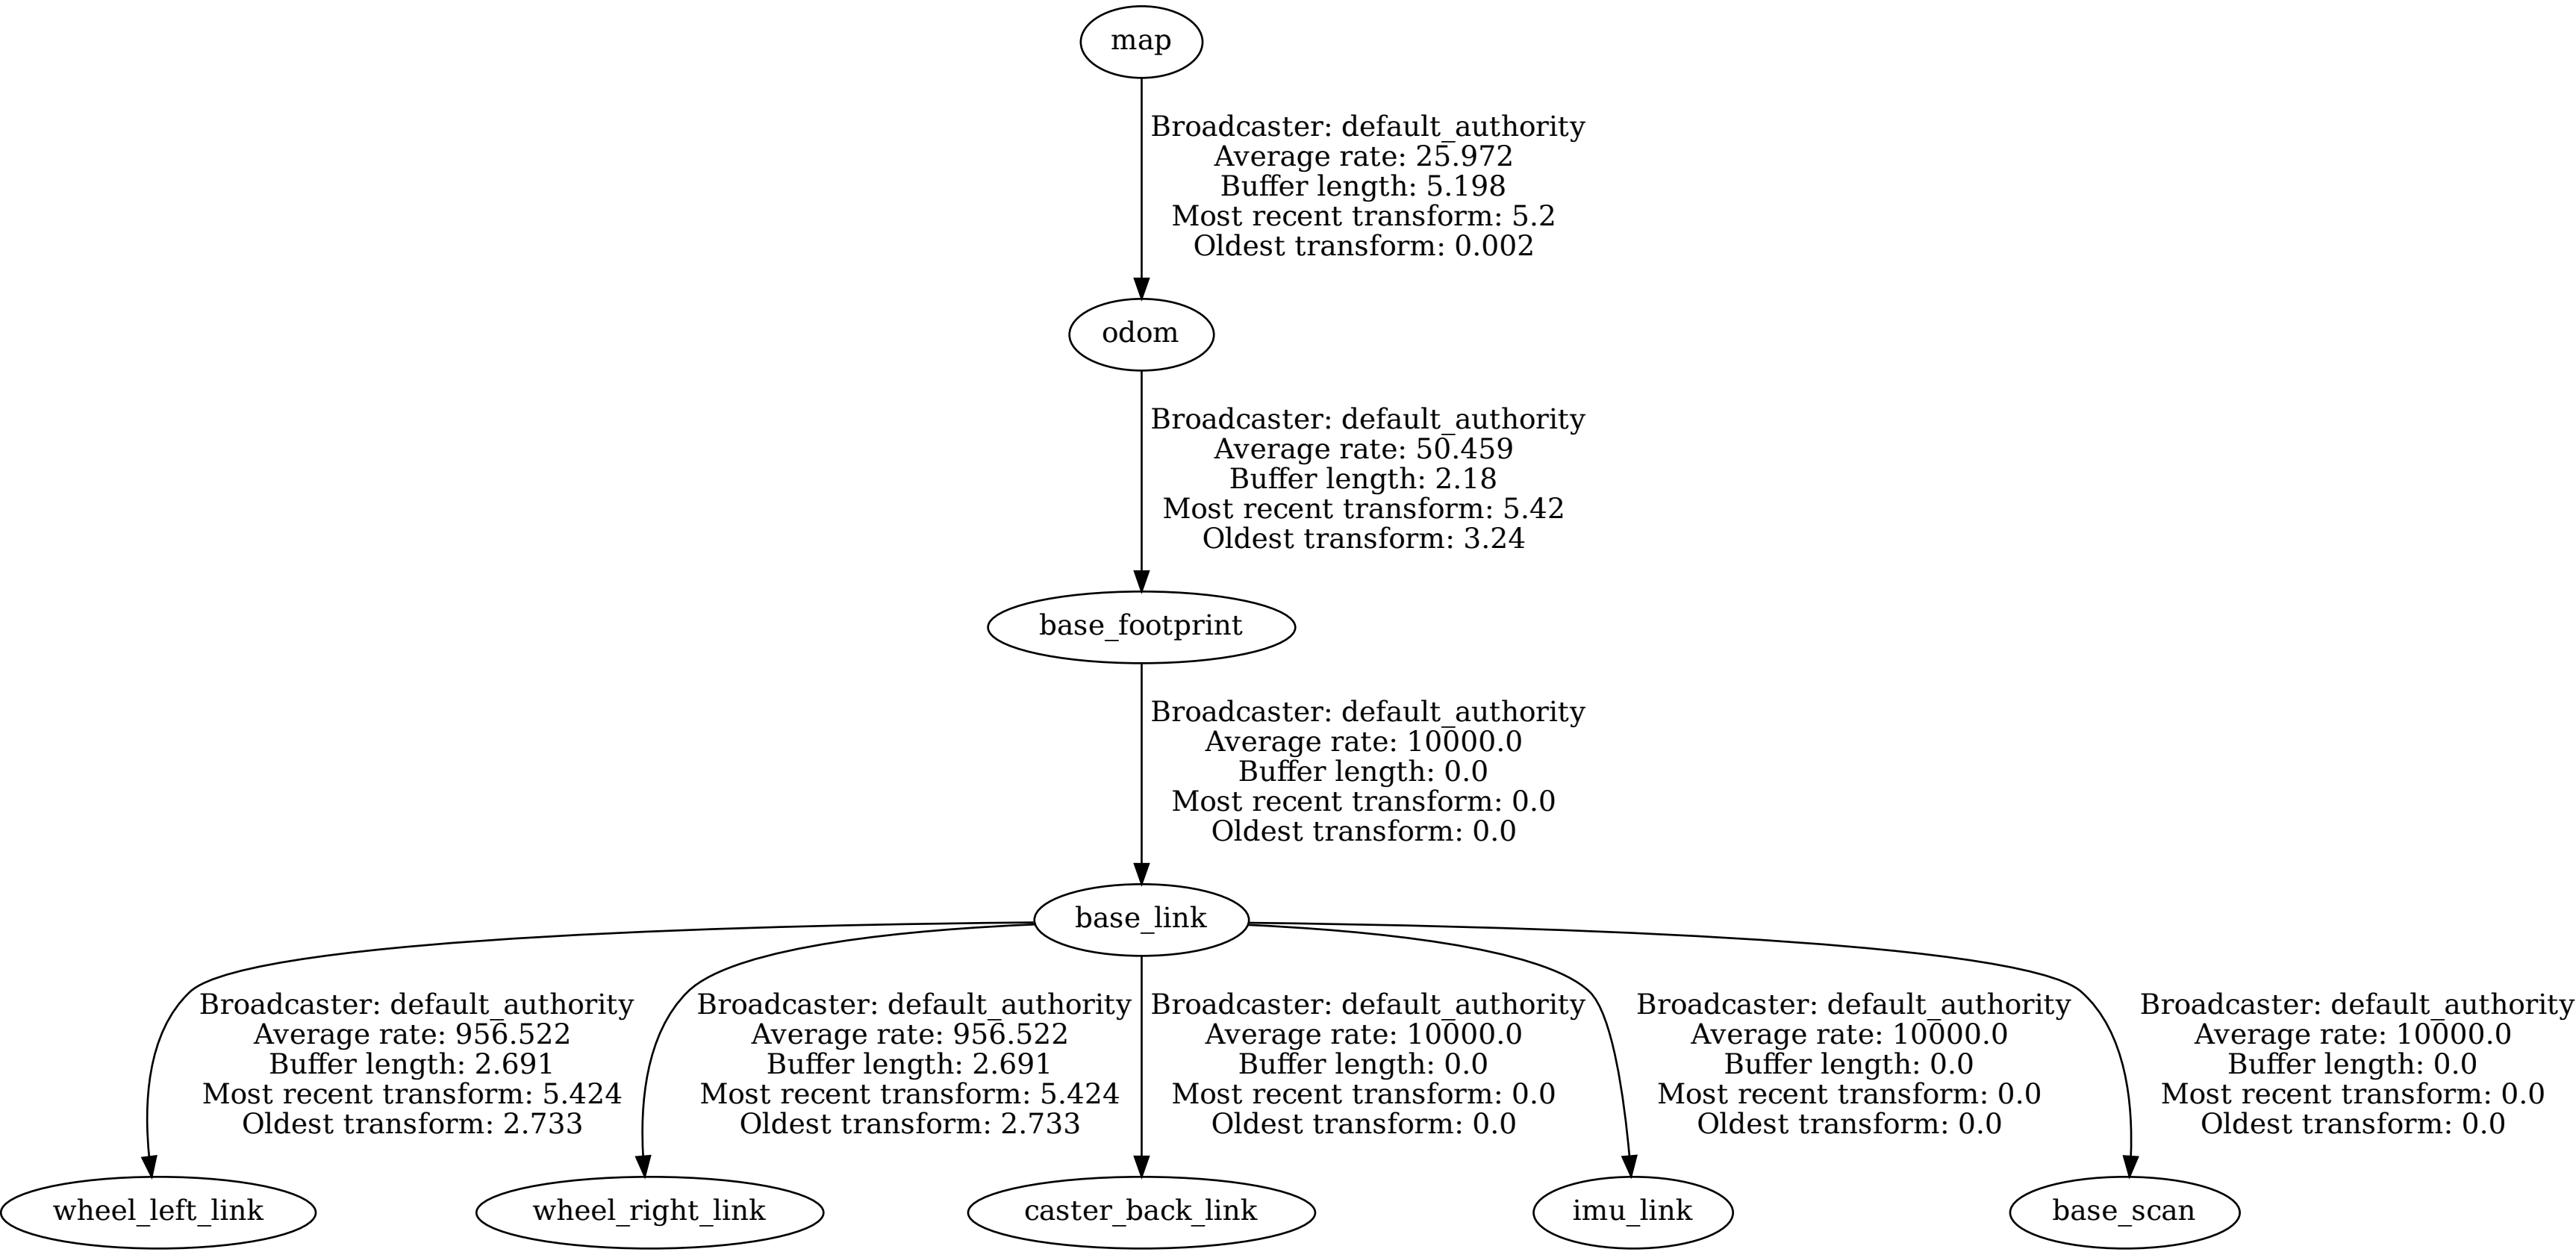 map
Broadcaster: default_authority
Average rate: 25.972
Buffer length: 5.198
Most recent transform: 5.2
Oldest transform: 0.002
odom
Broadcaster: default_authority
Average rate: 50.459
Buffer length: 2.18
Most recent transform: 5.42
Oldest transform: 3.24
base_footprint
Broadcaster: default_authority
Average rate: 10000.0
Buffer length: 0.0
Most recent transform: 0.0
Oldest transform: 0.0
base_link
Broadcaster: default_authority
Average rate: 956.522
Buffer length: 2.691
Most recent transform: 5.424
Oldest transform: 2.733
Broadcaster: default_authority
Average rate: 956.522
Buffer length: 2.691
Most recent transform: 5.424
Oldest transform: 2.733
Broadcaster: default_authority
Average rate: 10000.0
Buffer length: 0.0
Most recent transform: 0.0
Oldest transform: 0.0
Broadcaster: default_authority
Average rate: 10000.0
Buffer length: 0.0
Most recent transform: 0.0
Oldest transform: 0.0
Broadcaster: default_authority
Average rate: 10000.0
Buffer length: 0.0
Most recent transform: 0.0
Oldest transform: 0.0
wheel_left_link
wheel_right_link
caster_back_link
imu_link
base_scan